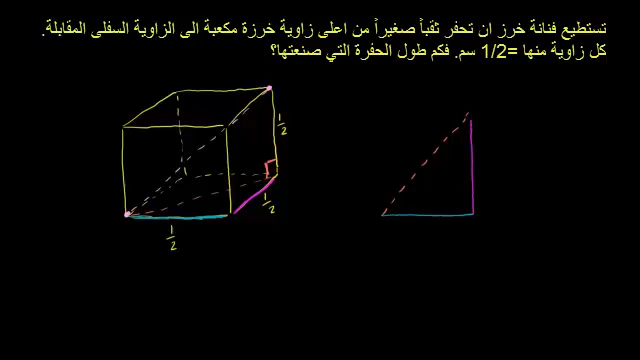 تستطيع فنانة خرز ان تحفر ثقباً صغيراً من اعلى زاوية خرزة مكعبة الى الزاوية السفلى المقابلة.
كل زاوية منها =1/2 سم. فكم طول الحفرة التي صنعتها؟
1/2
1/2
1/2